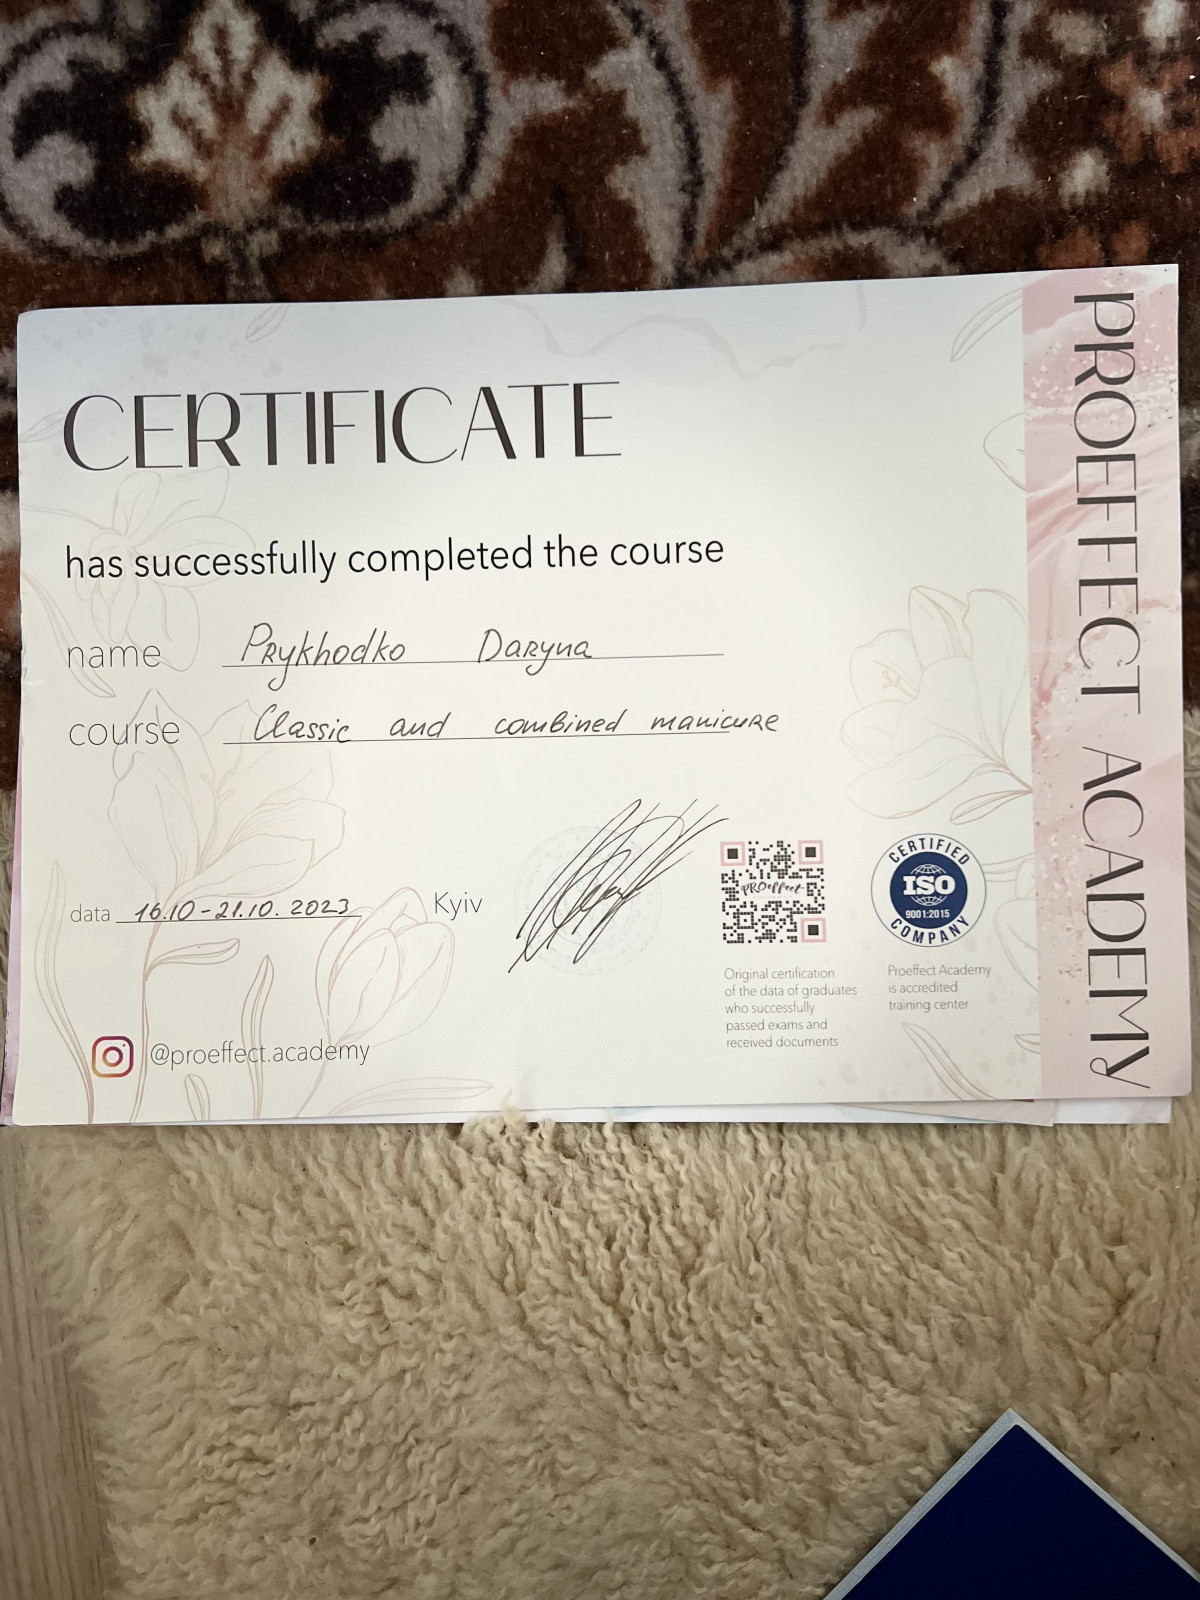 CERTIFICATE
has successfully completed the course
name Prykhodko Daryna
course Classic and combined manicure
data 16.10-21.10. 2023 Kyiv
PROeffect
CERTIFIED
ISO
9001:2015
COMPANY
Original certification
of the data of graduates
who successfully
passed exams and
received documents
Proeffect Academy
is accredited
training center
@proeffect.academy
PROEFFECT ACADEMY